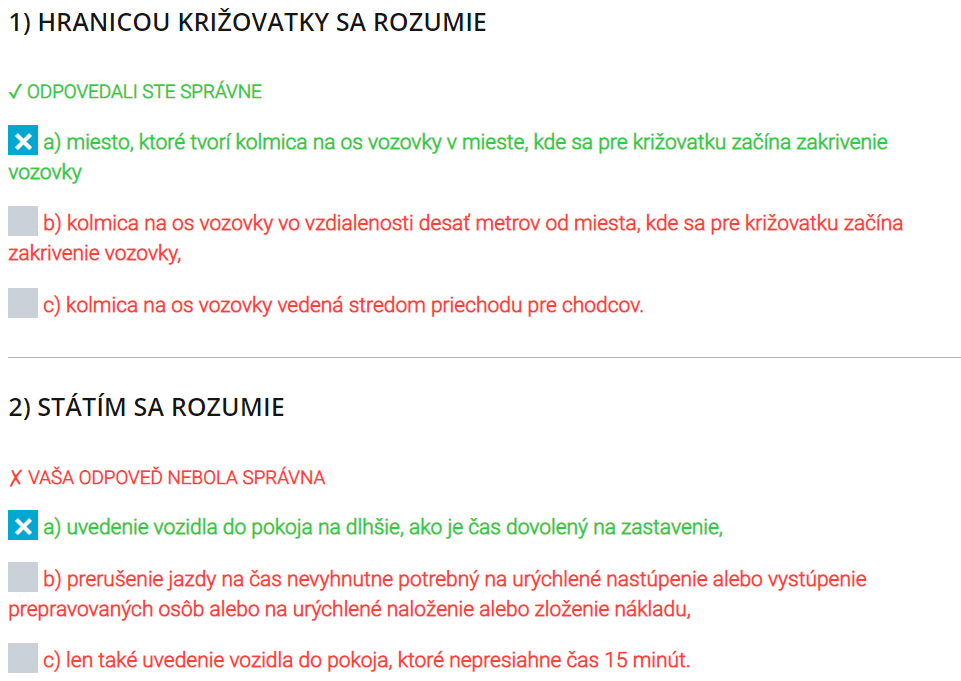 1) HRANICOU KRIŽOVATKY SA ROZUMIE
✓ ODPOVEDALI STE SPRÁVNE
a) miesto, ktoré tvorí kolmica na os vozovky v mieste, kde sa pre križovatku začína zakrivenie
vozovky
b) kolmica na os vozovky vo vzdialenosti desať metrov od miesta, kde sa pre križovatku začína
zakrivenie vozovky,
c) kolmica na os vozovky vedená stredom priechodu pre chodcov.
2) STÁTÍM SA ROZUMIE
✗ VAŠA ODPOVEĎ NEBOLA SPRÁVNA
a) uvedenie vozidla do pokoja na dlhšie, ako je čas dovolený na zastavenie,
b) prerušenie jazdy na čas nevyhnutne potrebný na urýchlené nastúpenie alebo vystúpenie
prepravovaných osôb alebo na urýchlené naloženie alebo zloženie nákladu,
c) len také uvedenie vozidla do pokoja, ktoré nepresiahne čas 15 minút.